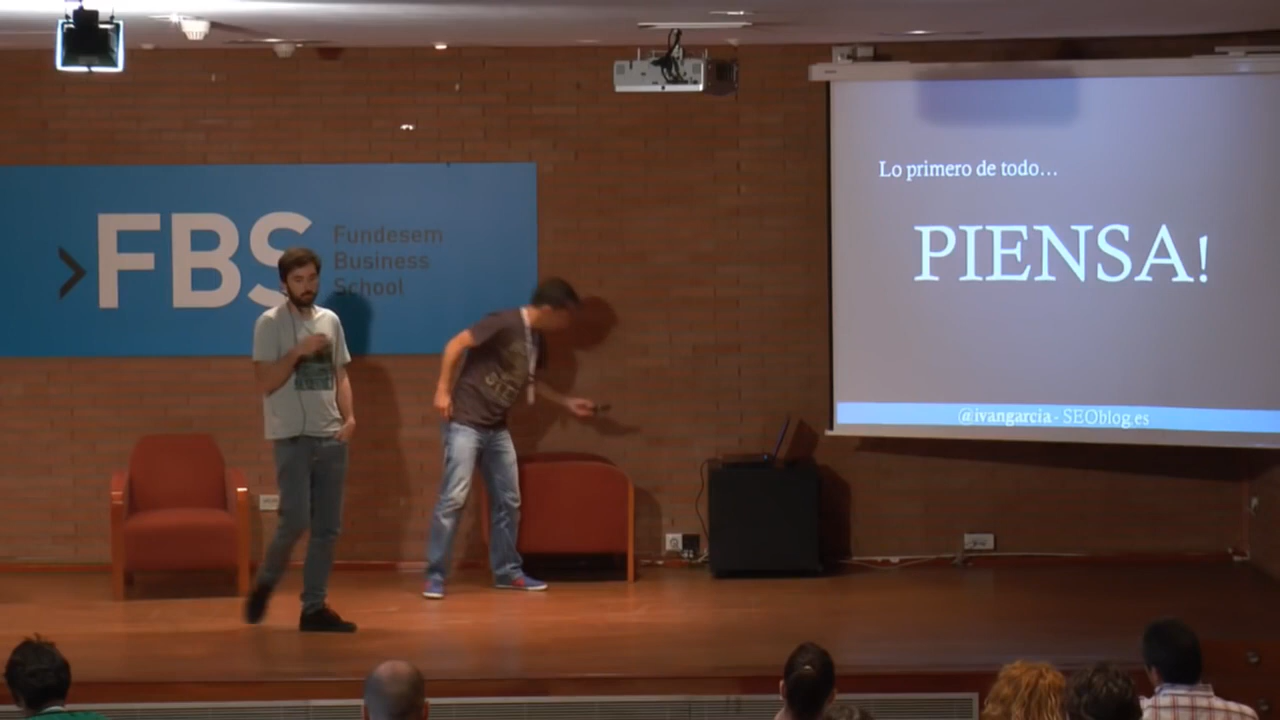 FBS
Fundesem
Business
School
Lo primero de todo...
PIENSA!
@ivangarcia - SEOblog.es